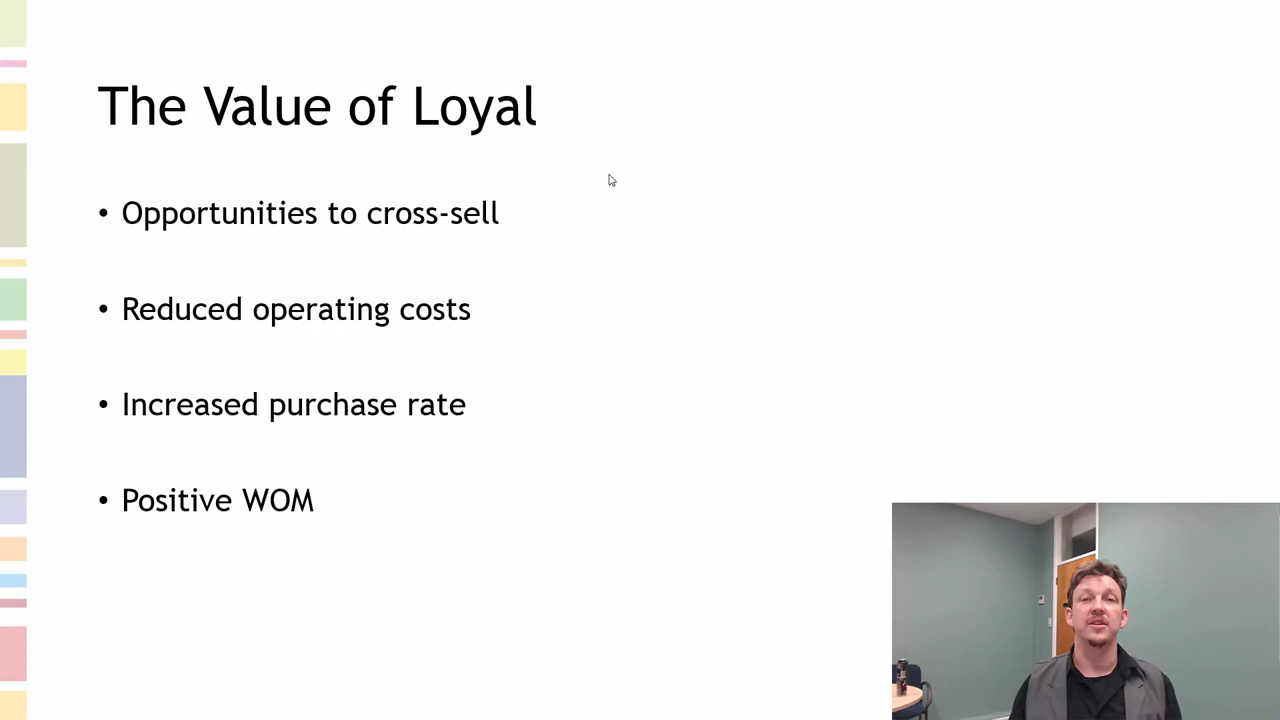 The Value of Loyal
• Opportunities to cross-sell
• Reduced operating costs
• Increased purchase rate
• Positive WOM